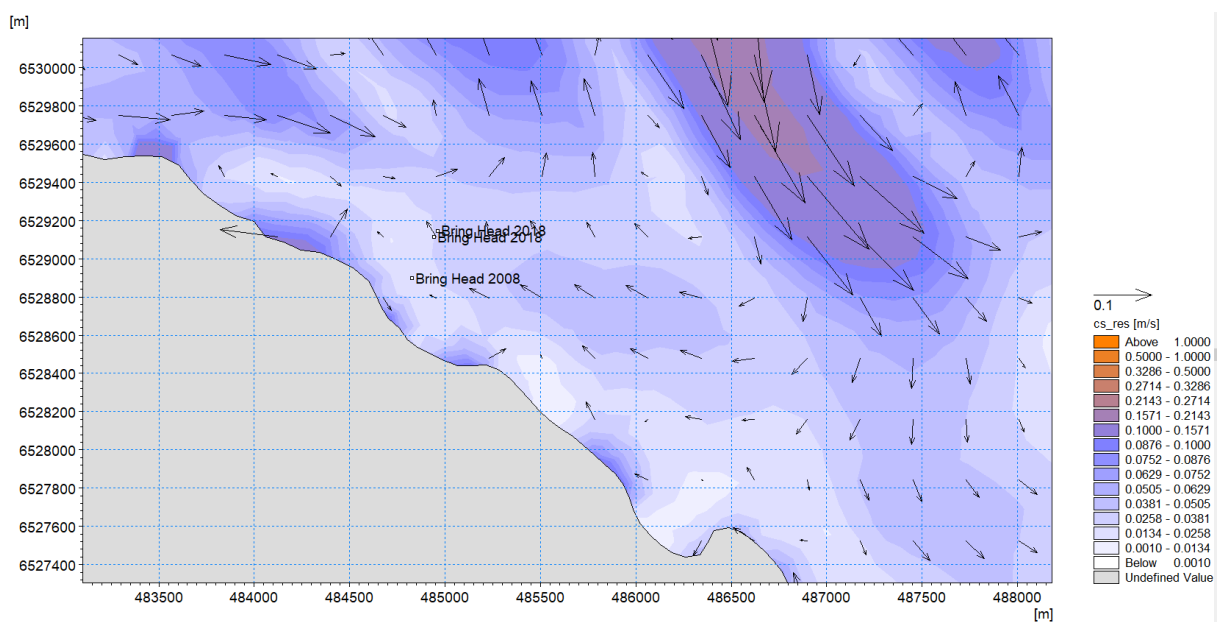 [m]
6530000
6529800
6529600
6529400
6529200
6529000
6528800
6528600
6528400
6528200
6528000
6527800
6527600
6527400
Bring Head 2018
Bring Head 2018
Bring Head 2008
483500 484000 484500 485000 485500 486000 486500 487000 487500 488000
[m]
0.1
cs_res [m/s]
Above 1.0000
0.5000 - 1.0000
0.3286 - 0.5000
0.2714 - 0.3286
0.2143 - 0.2714
0.1571 - 0.2143
0.1000 - 0.1571
0.0876 - 0.1000
0.0752 - 0.0876
0.0629 - 0.0752
0.0505 - 0.0629
0.0381 - 0.0505
0.0258 - 0.0381
0.0134 - 0.0258
0.0010 - 0.0134
Below 0.0010
Undefined Value